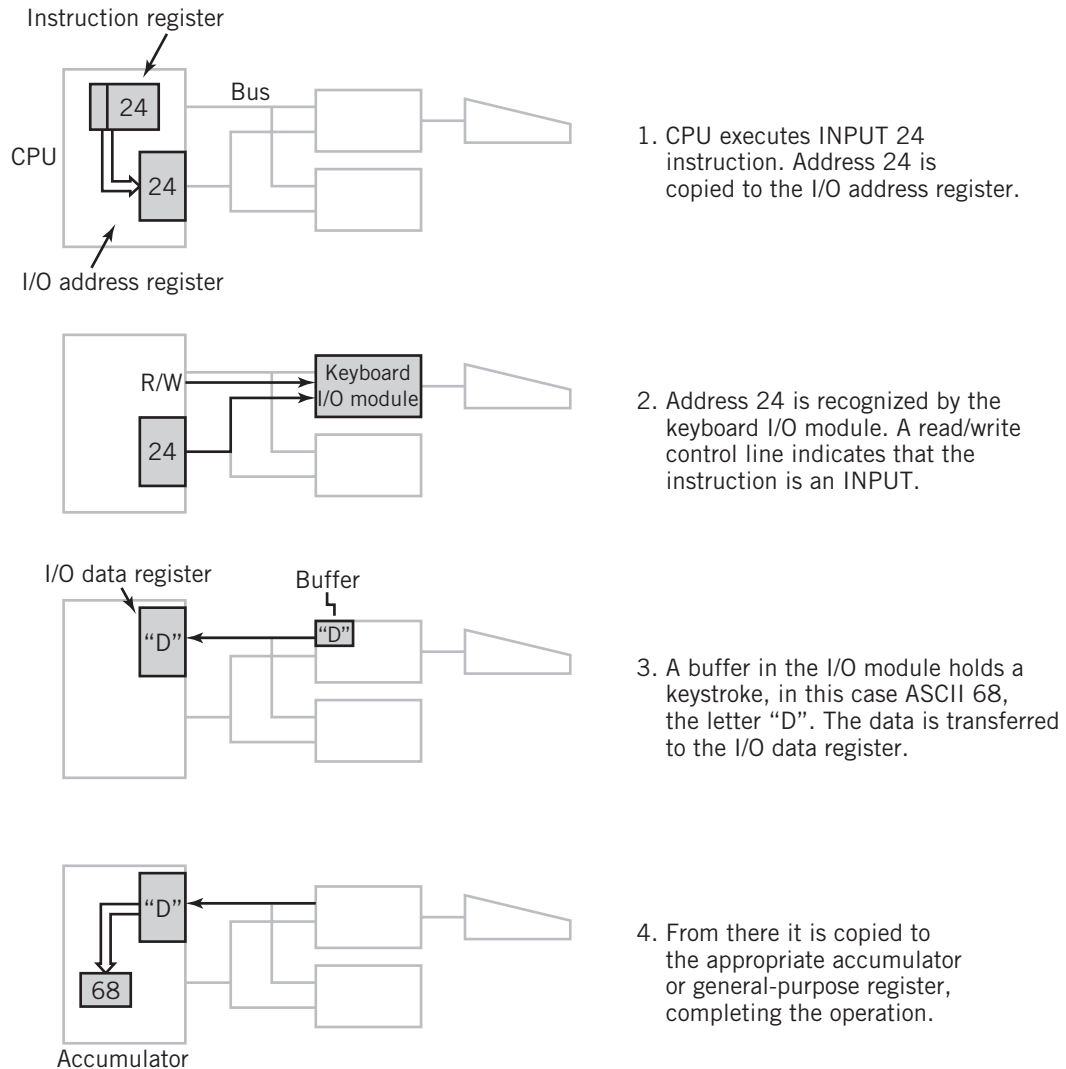 Instruction register
24
Bus
CPU
24
I/O address register
1. CPU executes INPUT 24
instruction. Address 24 is
copied to the I/O address register.
R/W
Keyboard
I/O module
24
2. Address 24 is recognized by the
keyboard I/O module. A read/write
control line indicates that the
instruction is an INPUT.
I/O data register
Buffer
“D”
“D”
3. A buffer in the I/O module holds a
keystroke, in this case ASCII 68,
the letter “D”. The data is transferred
to the I/O data register.
“D”
68
Accumulator
4. From there it is copied to
the appropriate accumulator
or general-purpose register,
completing the operation.